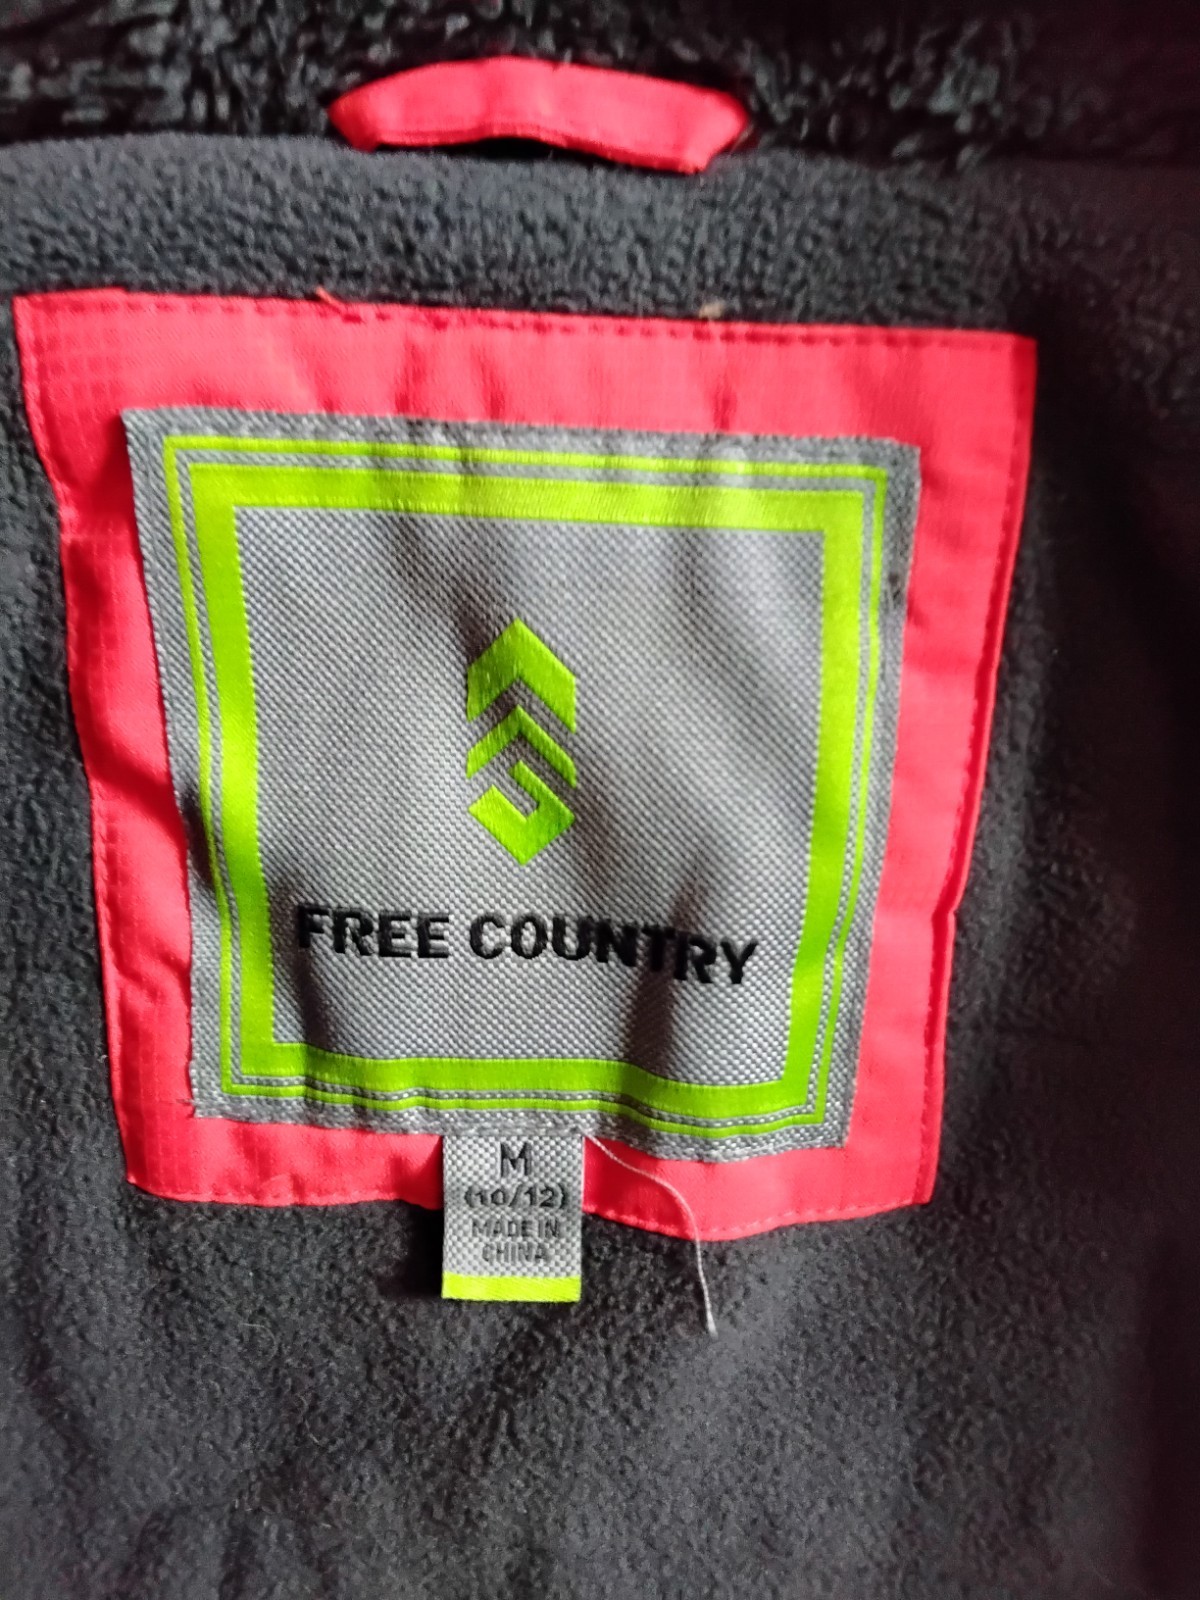 FREE COUNTRY
M
(10/12)
MADE IN
CHINA